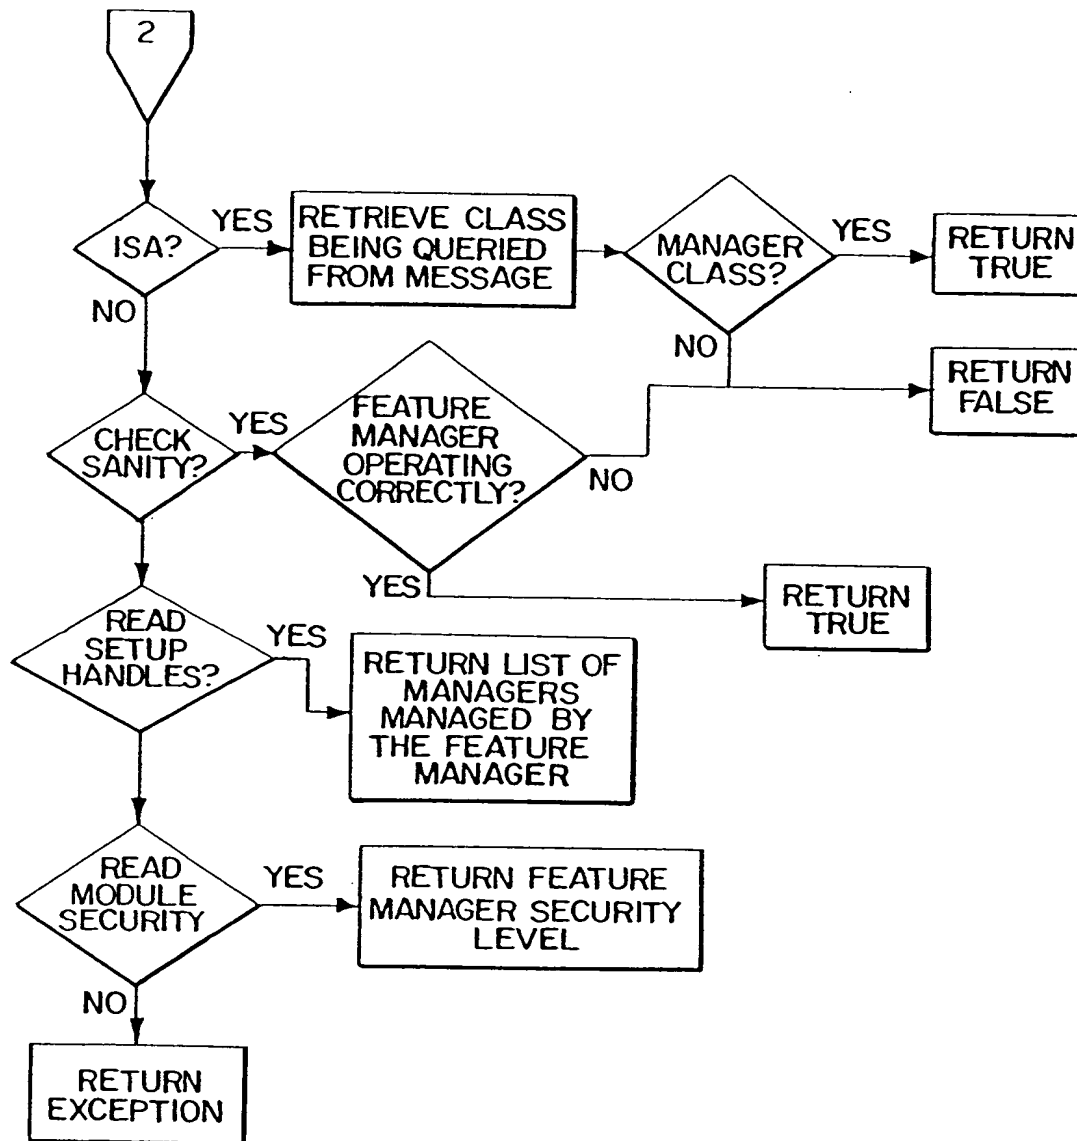 2
ISA?
YES
RETRIEVE CLASS
BEING QUERIED
FROM MESSAGE
MANAGER
CLASS?
YES
RETURN
TRUE
NO
NO
RETURN
FALSE
CHECK
SANITY?
YES
FEATURE
MANAGER
OPERATING
CORRECTLY?
NO
YES
RETURN
TRUE
READ
SETUP
HANDLES?
YES
RETURN LIST OF
MANAGERS
MANAGED BY
THE FEATURE
MANAGER
READ
MODULE
SECURITY
YES
RETURN FEATURE
MANAGER SECURITY
LEVEL
NO
RETURN
EXCEPTION